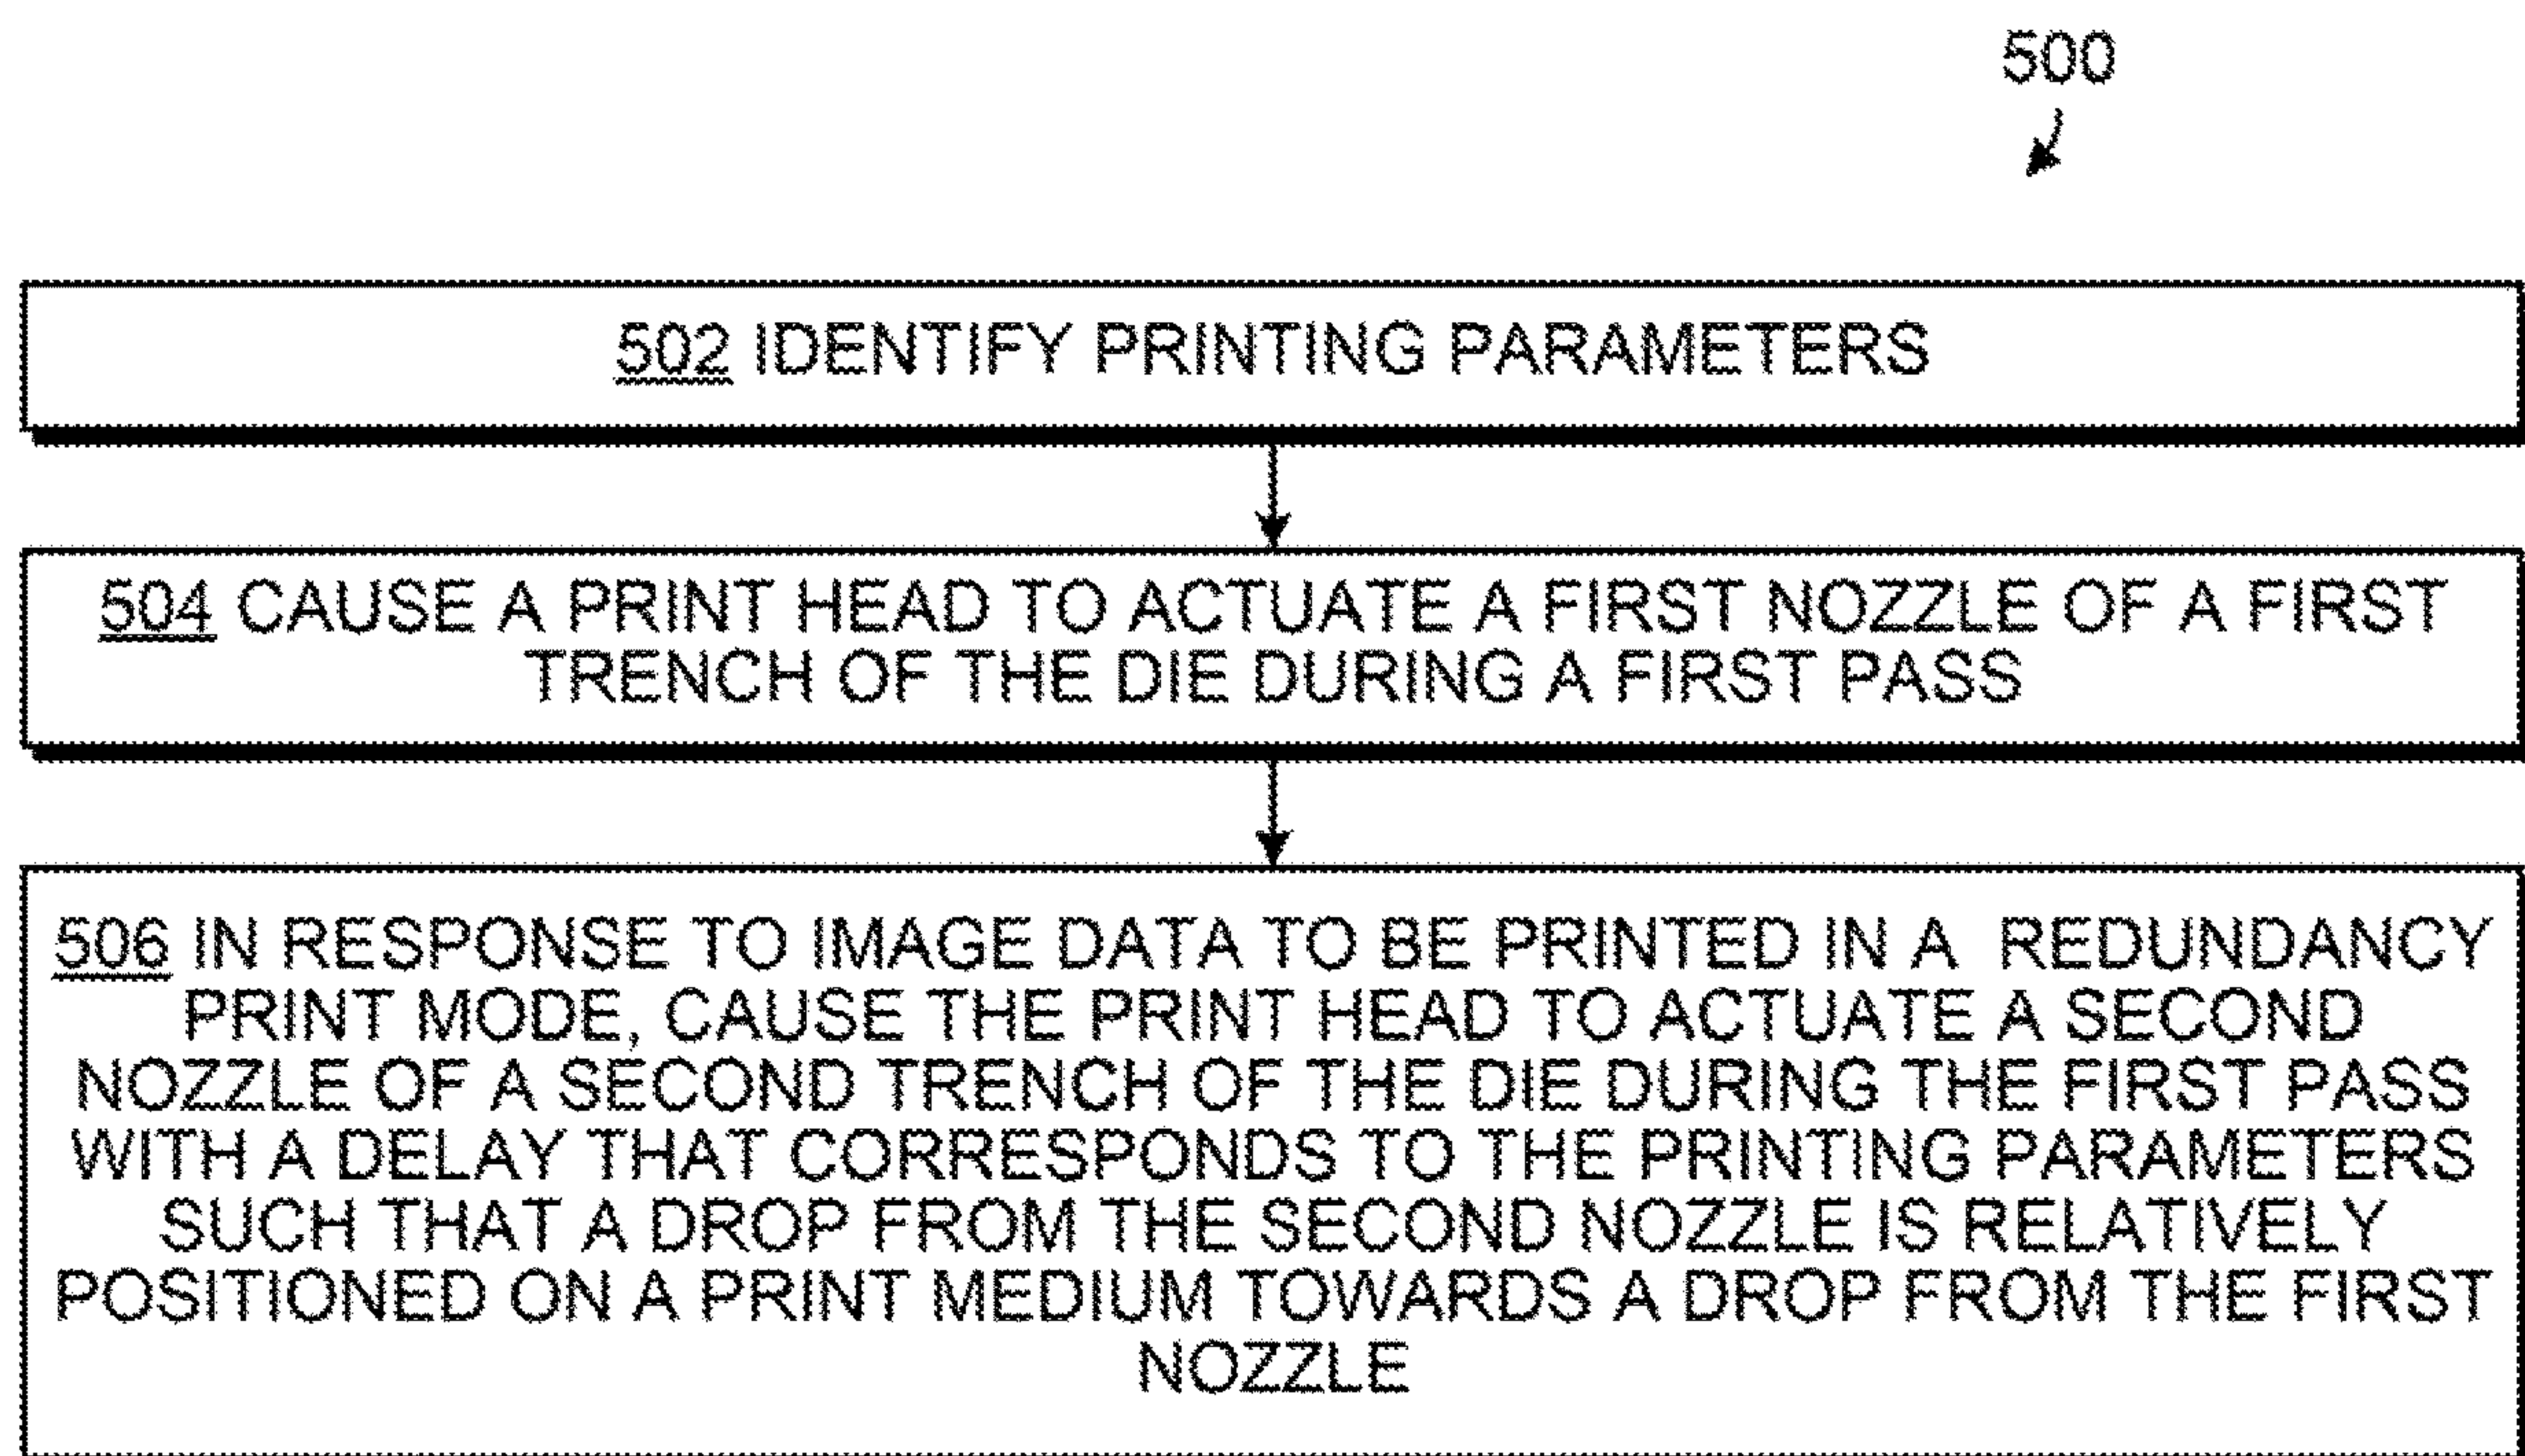 500
502 IDENTIFY PRINTING PARAMETERS
504 CAUSE A PRINT HEAD TO ACTUATE A FIRST NOZZLE OF A FIRST
TRENCH OF THE DIE DURING A FIRST PASS
506 IN RESPONSE TO IMAGE DATA TO BE PRINTED IN A REDUNDANCY
PRINT MODE, CAUSE THE PRINT HEAD TO ACTUATE A SECOND
NOZZLE OF A SECOND TRENCH OF THE DIE DURING THE FIRST PASS
WITH A DELAY THAT CORRESPONDS TO THE PRINTING PARAMETERS
SUCH THAT A DROP FROM THE SECOND NOZZLE IS RELATIVELY
POSITIONED ON A PRINT MEDIUM TOWARDS A DROP FROM THE FIRST
NOZZLE